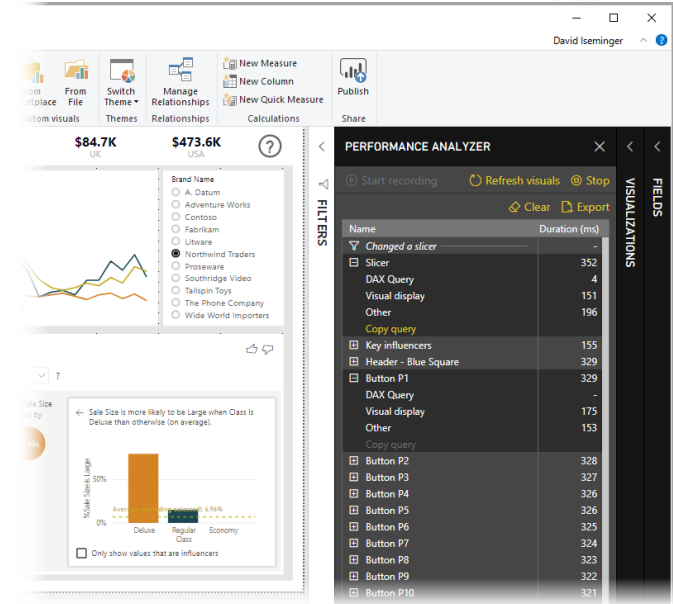 David Iseminger
?
From
File
Switch
Theme
Themes
Manage
Relationships
Relationships
New Measure
New Column
New Quick Measure
Calculations
Publish
Share
$84.7K
UK
$473.6K
USA
?
Brand Name
A. Datum
Adventure Works
Contoso
Fabrikam
Litware
Northwind Traders
Proseware
Southridge Video
Tailspin Toys
The Phone Company
Wide World Importers
?
Sale Size is more likely to be Large when Class is
Deluxe than otherwise (on average).
%Sale Size is Large
50%
0%
Deluxe
Regular
Economy
Class
Only show values that are influencers
FILTERS
PERFORMANCE ANALYZER
Start recording
Refresh visuals
Stop
Clear
Export
Name Duration (ms)
Changed a slicer -
Slicer 352
DAX Query 4
Visual display 151
Other 196
Copy query
Key influencers 155
Header - Blue Square 329
Button P1 329
DAX Query -
Visual display 175
Other 153
Copy query
Button P2 328
Button P3 327
Button P4 326
Button P5 326
Button P6 325
Button P7 324
Button P8 323
Button P9 322
Button P10 321
VISUALIZATIONS
FIELDS